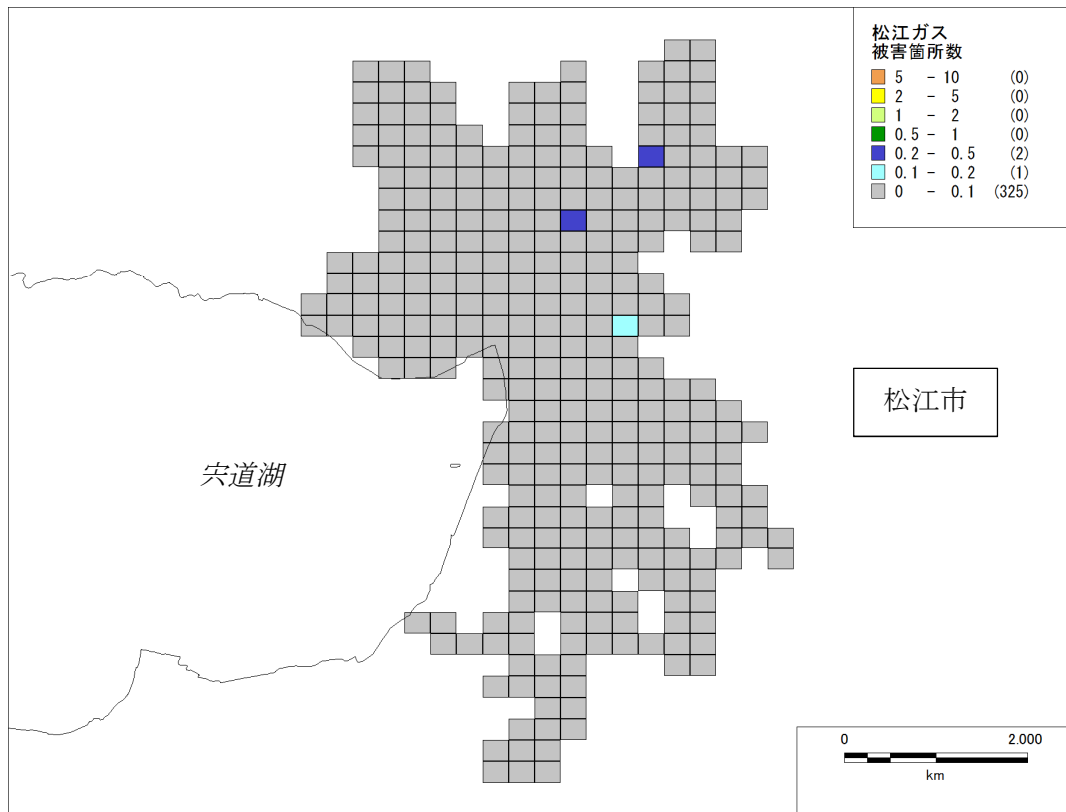 松江ガス
被害箇所数
5 - 10 (0)
2 - 5 (0)
1 - 2 (0)
0.5 - 1 (0)
0.2 - 0.5 (2)
0.1 - 0.2 (1)
0 - 0.1 (325)
松江市
宍道湖
0 2.000
km